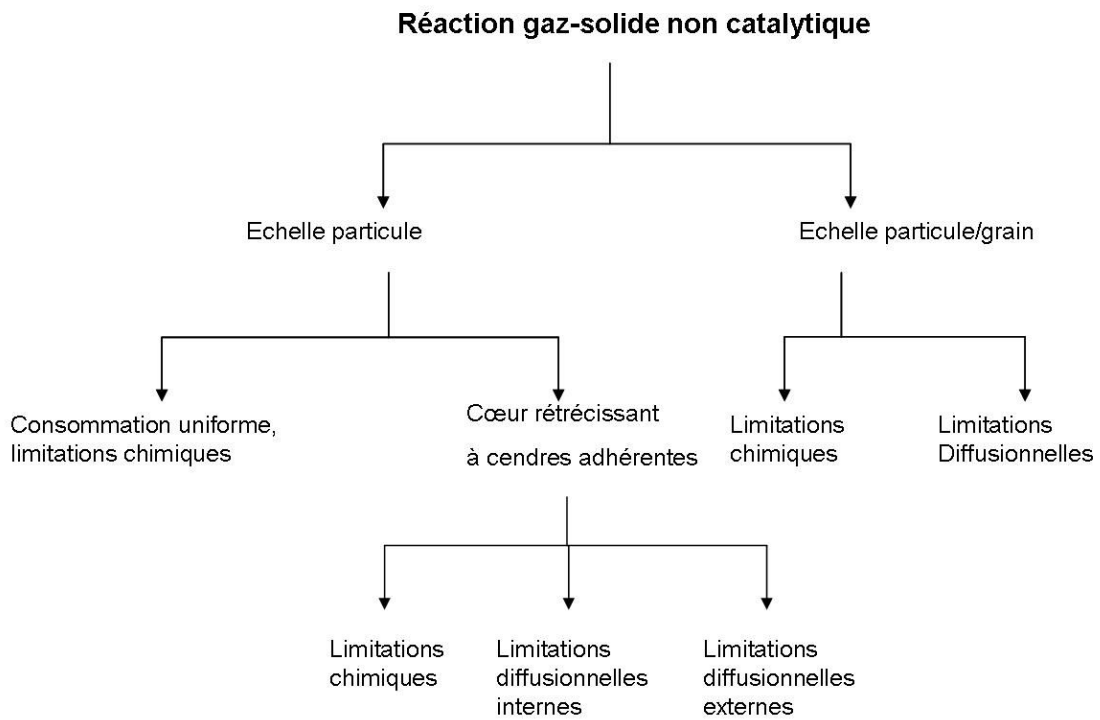 Réaction gaz-solide non catalytique
Echelle particule
Echelle particule/grain
Consommation uniforme,
limitations chimiques
Cœur rétrécissant
à cendres adhérentes
Limitations
chimiques
Limitations
Diffusionnelles
Limitations
chimiques
Limitations
diffusionnelles
internes
Limitations
diffusionnelles
externes